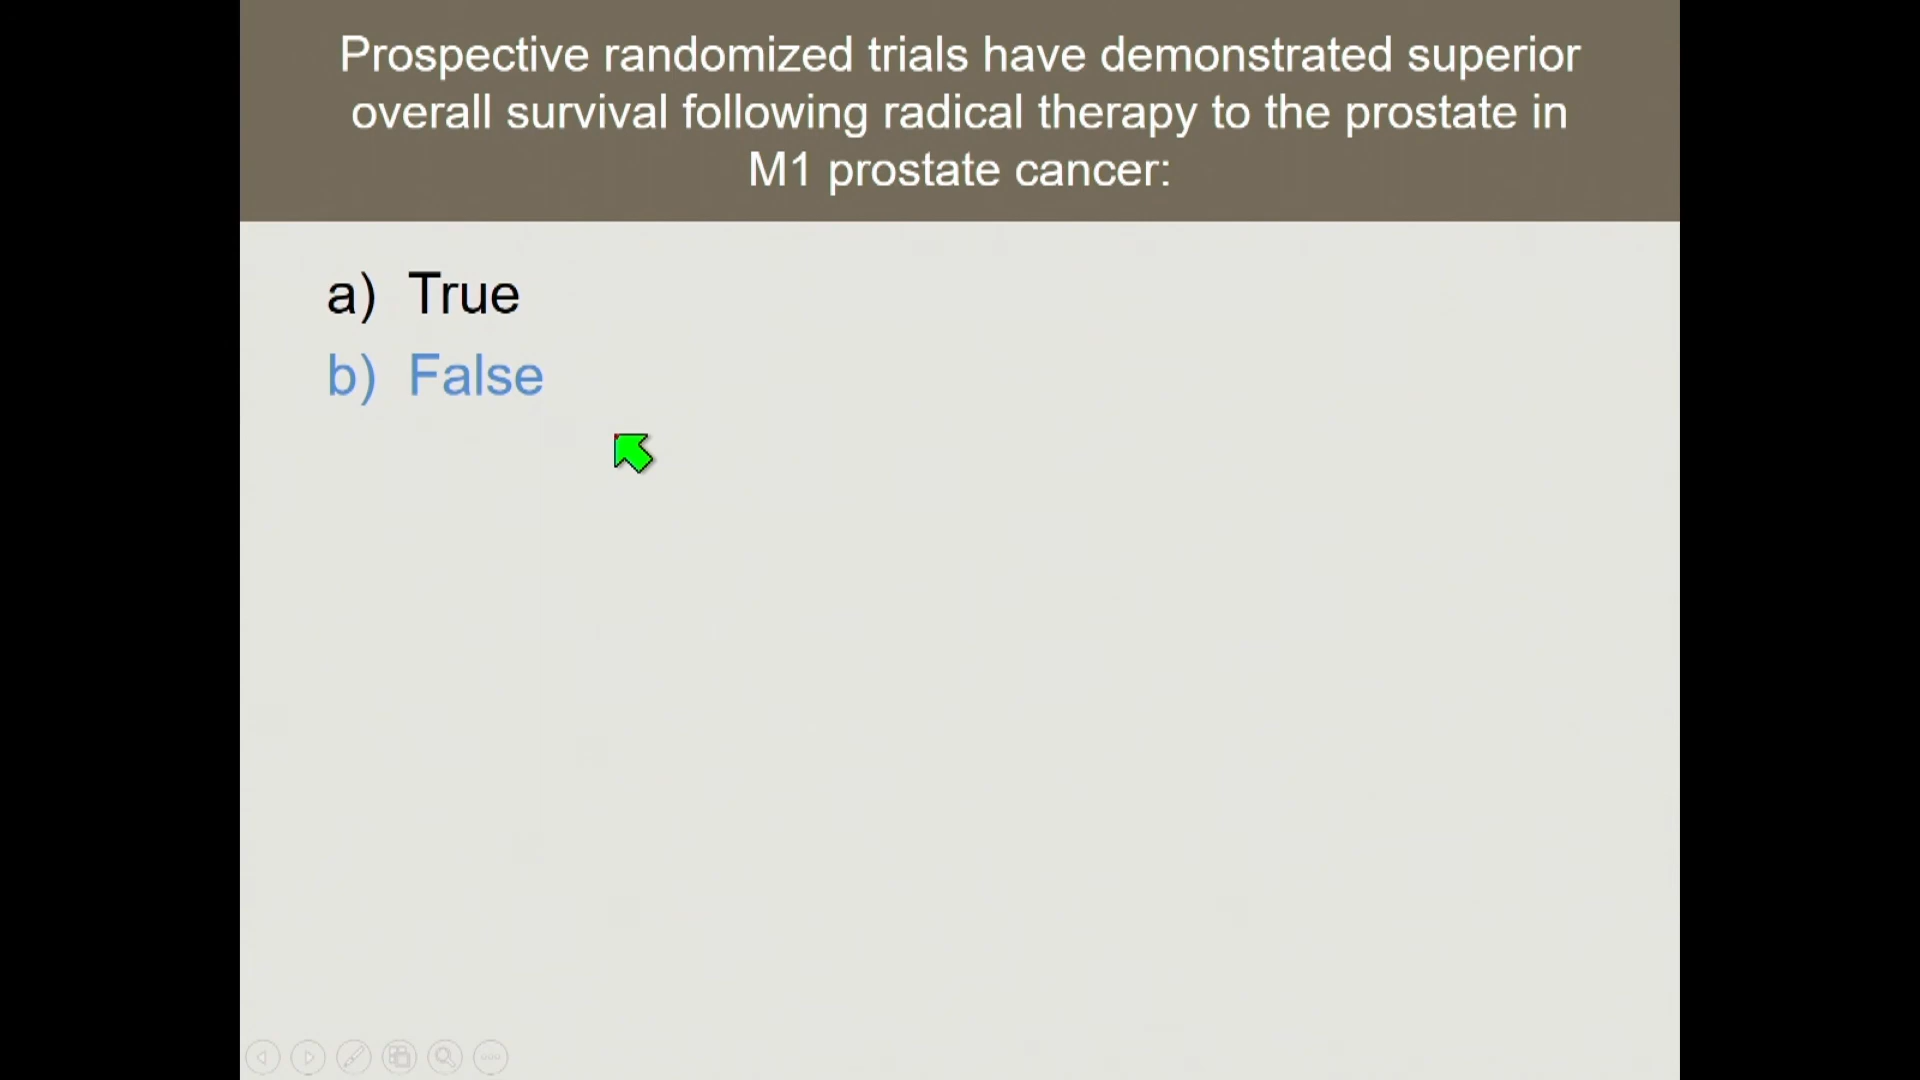 Prospective randomized trials have demonstrated superior
overall survival following radical therapy to the prostate in
M1 prostate cancer:
a) True
b) False